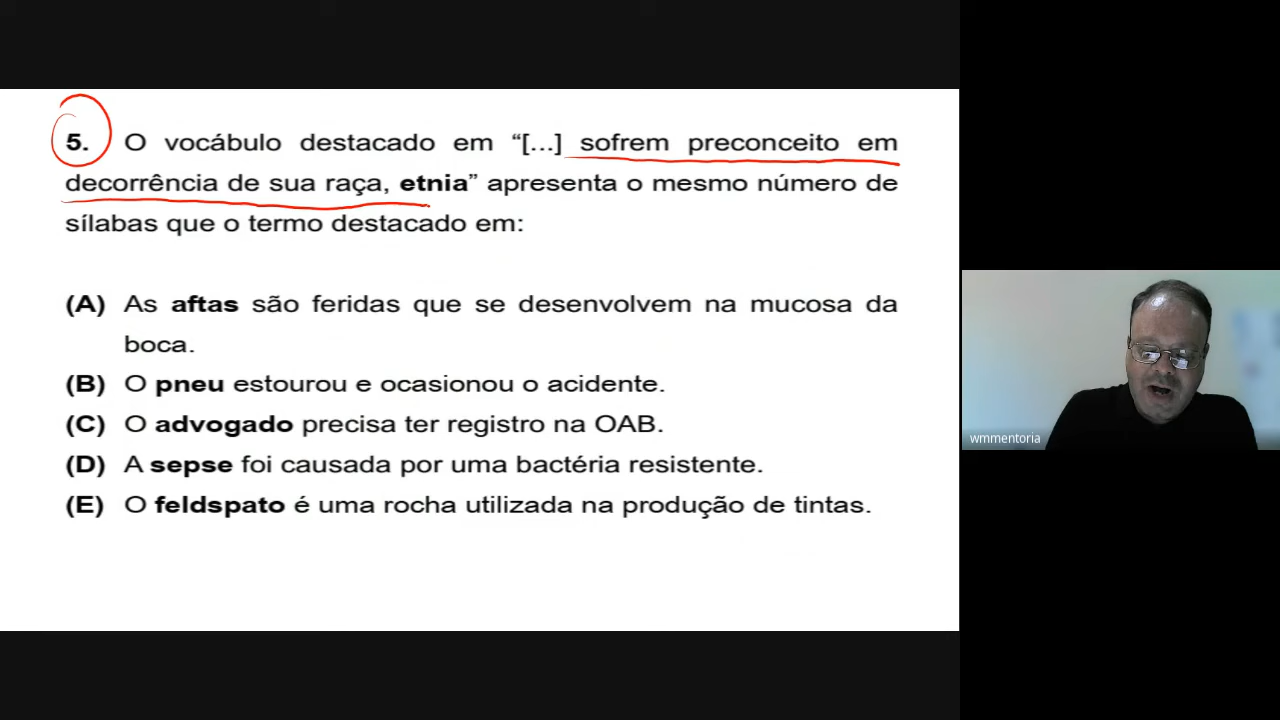 5. O vocábulo destacado em “[...] sofrem preconceito em
decorrência de sua raça, etnia” apresenta o mesmo número de
sílabas que o termo destacado em:
(A) As aftas são feridas que se desenvolvem na mucosa da
boca.
(B) O pneu estourou e ocasionou o acidente.
(C) O advogado precisa ter registro na OAB.
(D) A sepse foi causada por uma bactéria resistente.
(E) O feldspato é uma rocha utilizada na produção de tintas.
wmmentoria